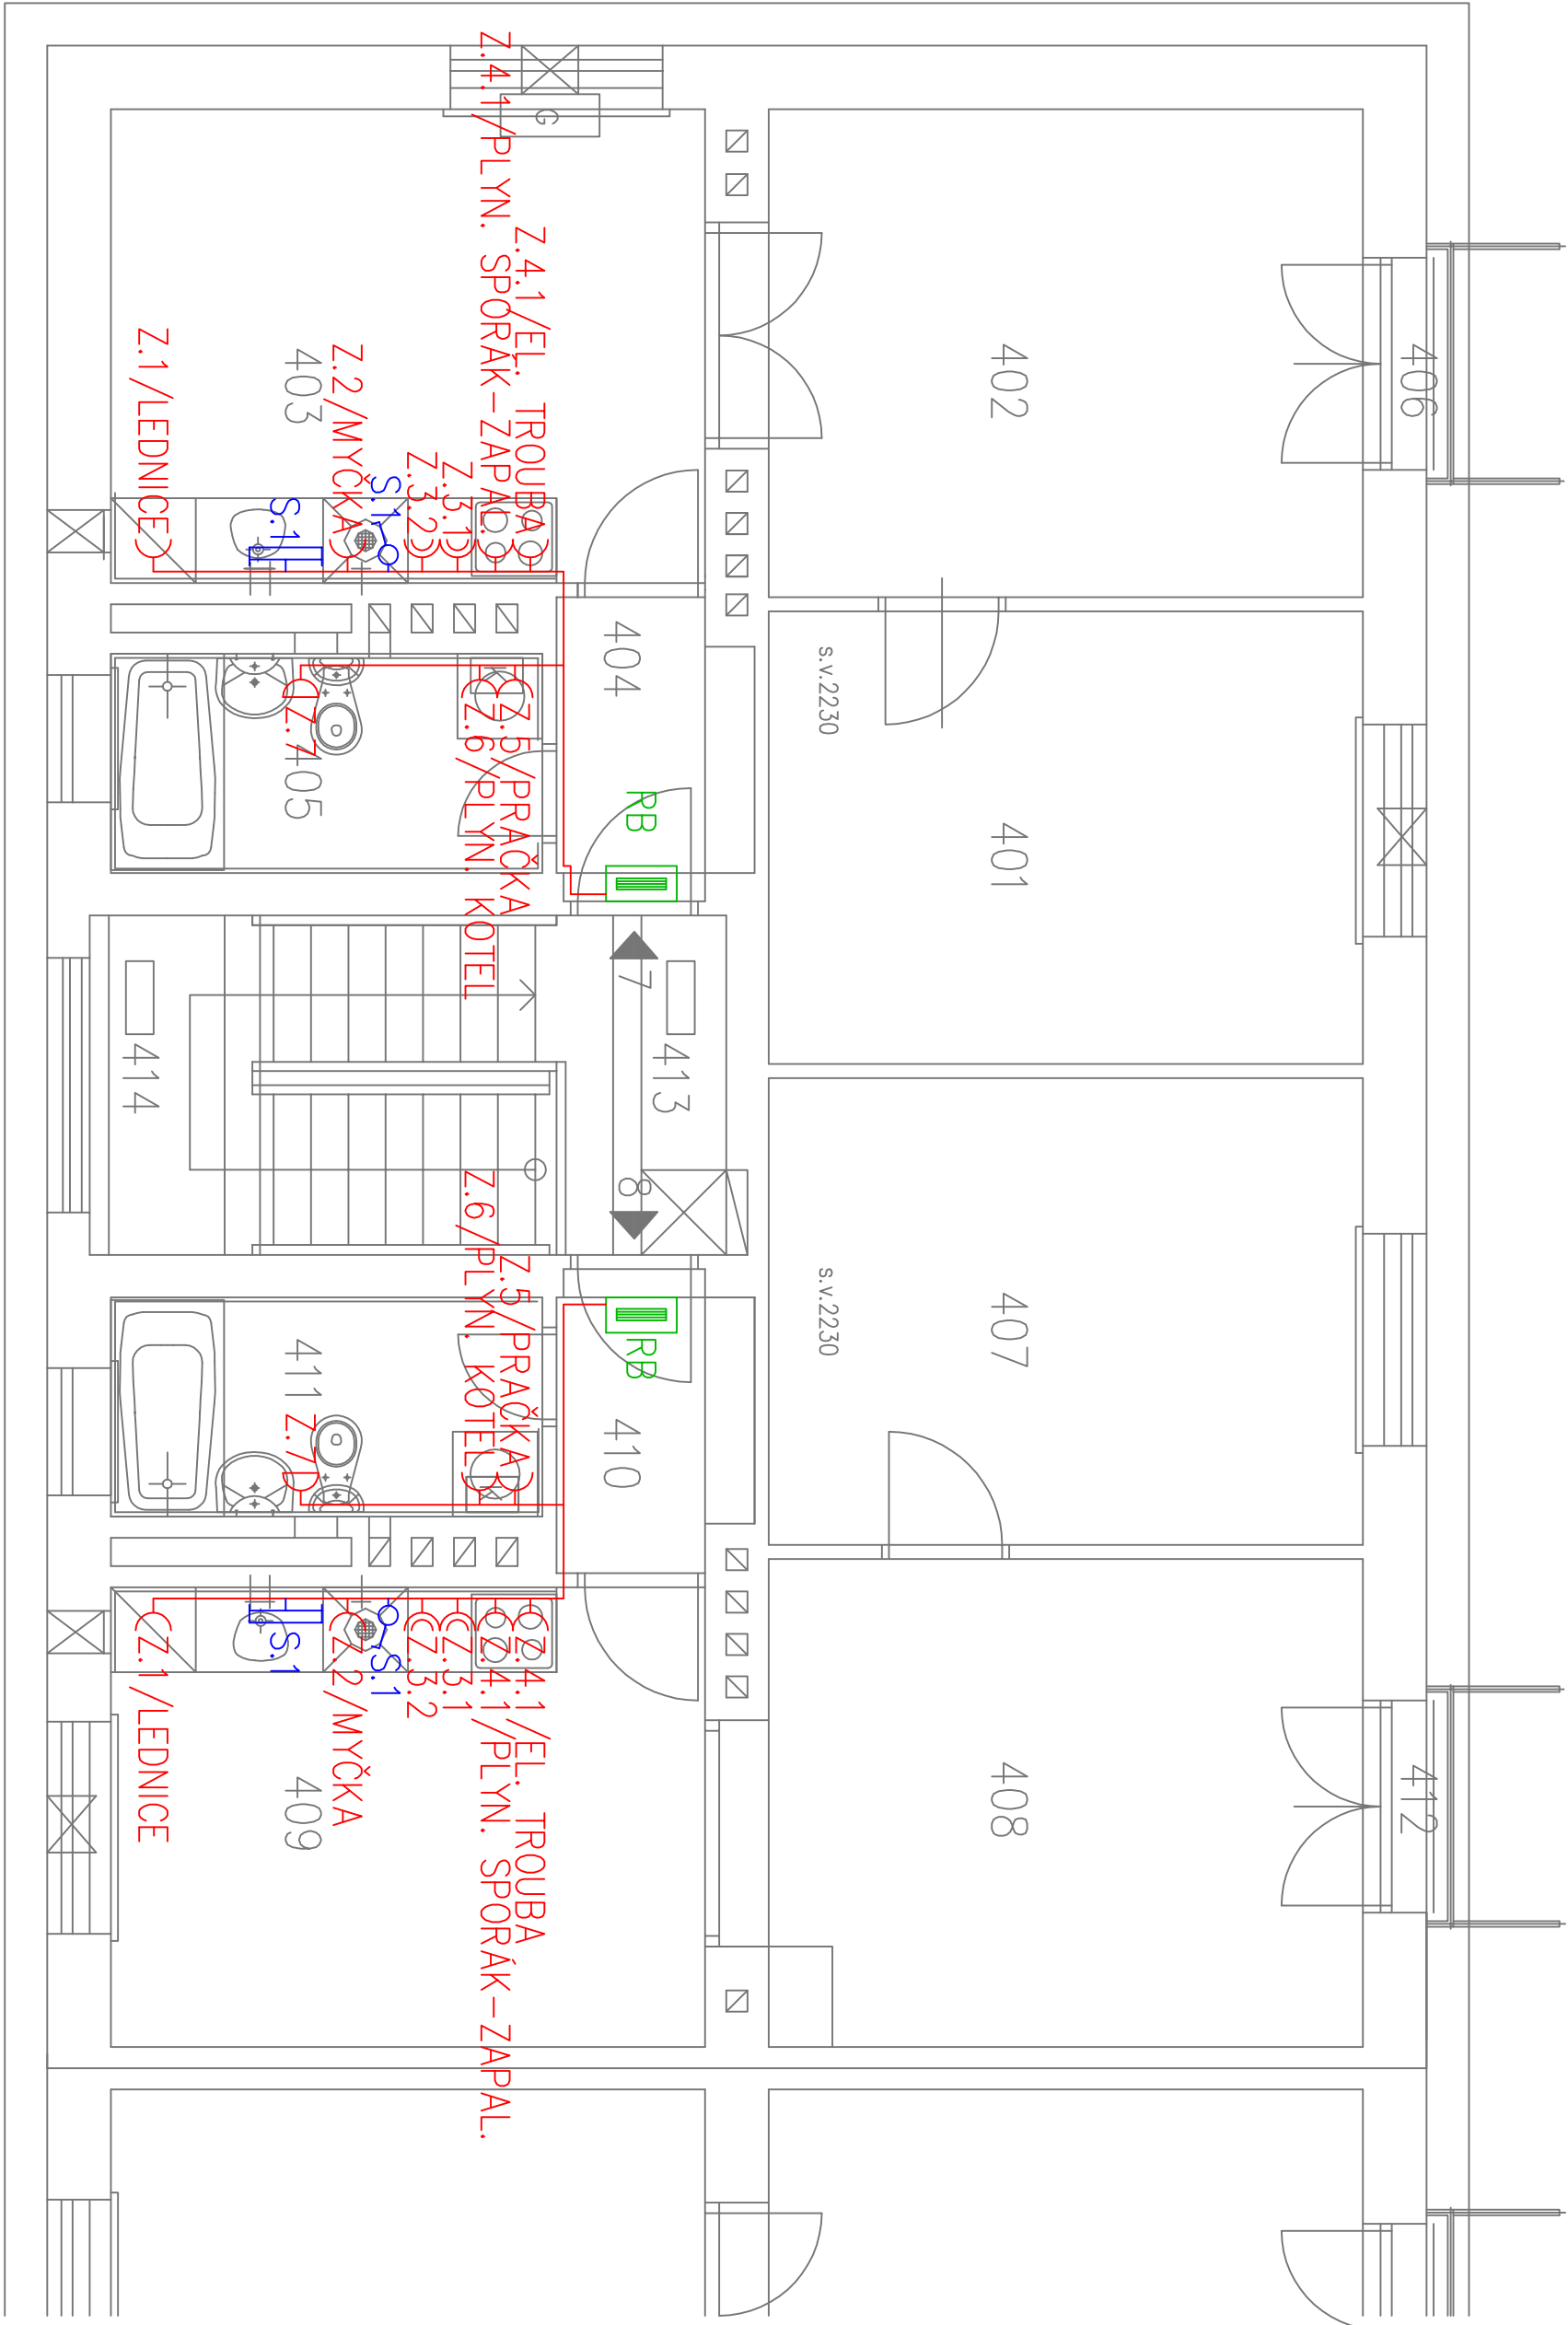 406
402
Z.4.1/EL. TROUBA
Z.4.1/PLYN. SPORÁK-ZAPAL.
G
Z.3.1
Z.3.2
S.1
Z.2/MYČKA
403
S.1
Z.1/LEDNICE
s.v.2230
404
401
RB
Z.5/PRAČKA
Z.6/PLYN. KOTEL
K
Z.7
405
7
413
414
8
s.v.2230
407
RB
410
Z.5/PRAČKA
Z.6/PLYN. KOTEL
K
411
Z.7
412
408
Z.4.1/EL. TROUBA
Z.4.1/PLYN. SPORÁK-ZAPAL.
Z.3.1
Z.3.2
S.1
Z.2/MYČKA
409
S.1
Z.1/LEDNICE